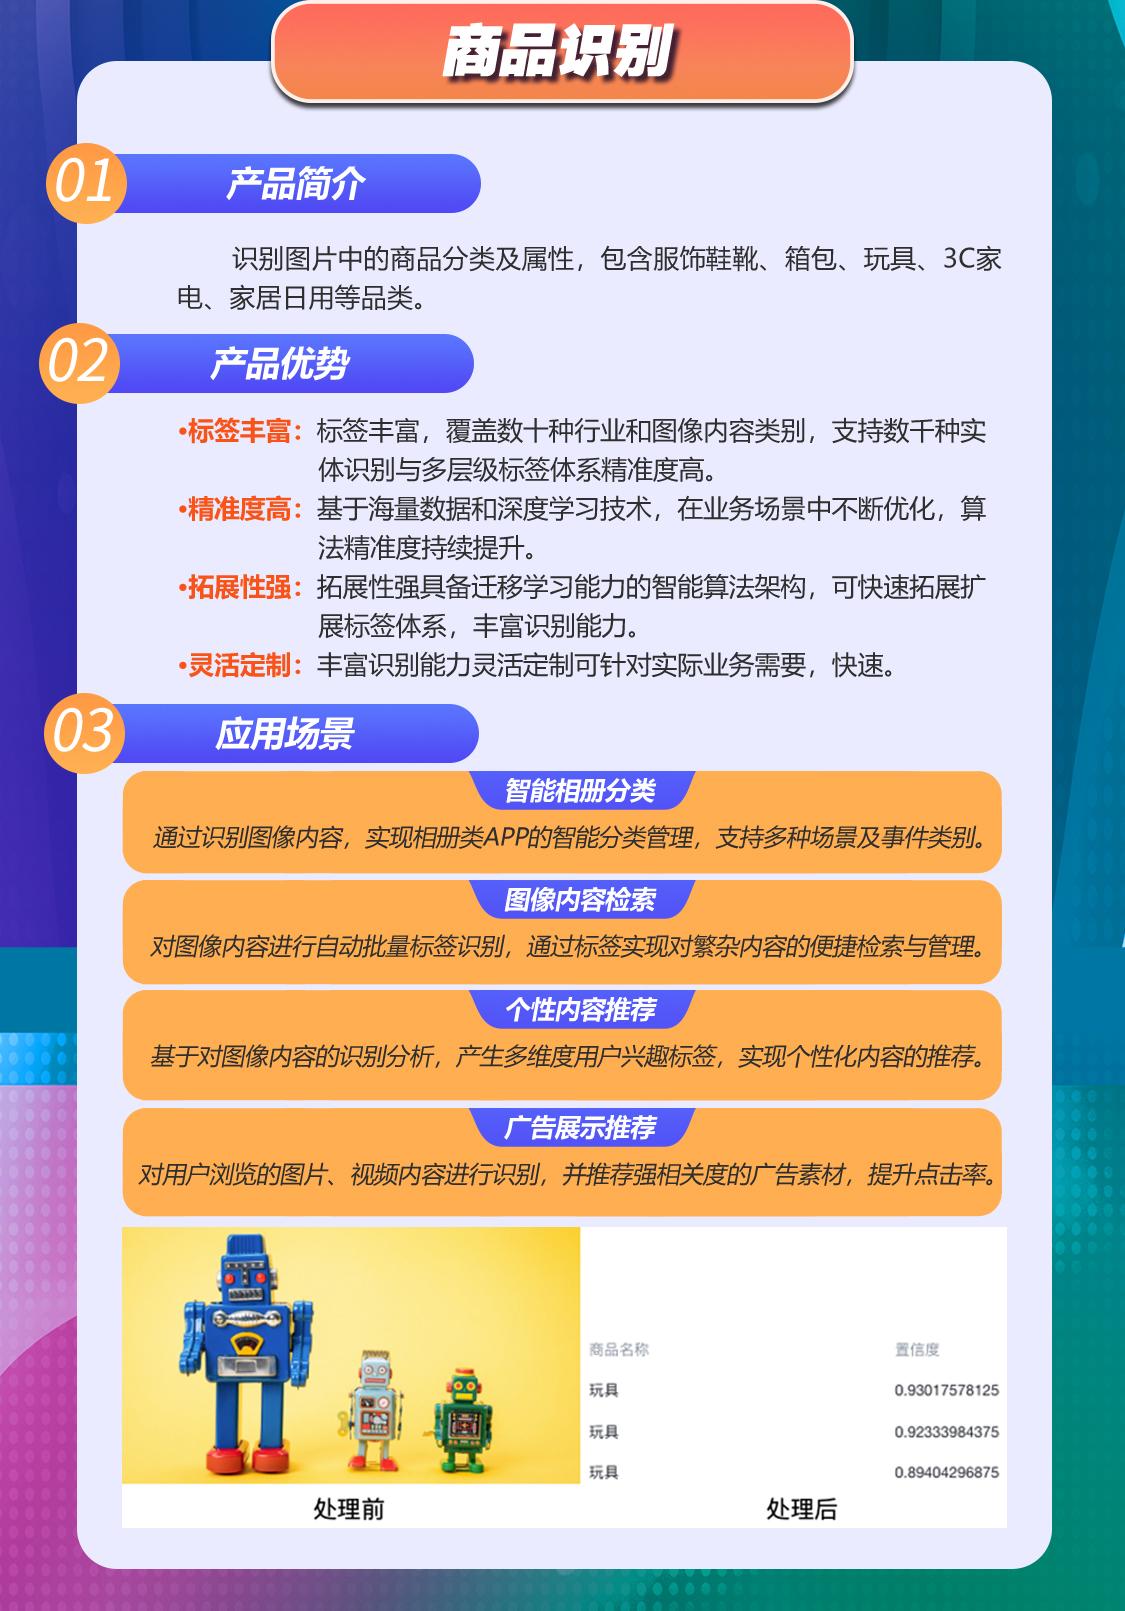 商品识别
01 产品简介
识别图片中的商品分类及属性，包含服饰鞋靴、箱包、玩具、3C家
电、家居日用等品类。
02 产品优势
•标签丰富：标签丰富，覆盖数十种行业和图像内容类别，支持数千种实
体识别与多层级标签体系精准度高。
•精准度高：基于海量数据和深度学习技术，在业务场景中不断优化，算
法精准度持续提升。
•拓展性强：拓展性强具备迁移学习能力的智能算法架构，可快速拓展扩
展标签体系，丰富识别能力。
•灵活定制：丰富识别能力灵活定制可针对实际业务需要，快速。
03 应用场景
智能相册分类
通过识别图像内容，实现相册类APP的智能分类管理，支持多种场景及事件类别。
图像内容检索
对图像内容进行自动批量标签识别，通过标签实现对繁杂内容的便捷检索与管理。
个性内容推荐
基于对图像内容的识别分析，产生多维度用户兴趣标签，实现个性化内容的推荐。
广告展示推荐
对用户浏览的图片、视频内容进行识别，并推荐强相关度的广告素材，提升点击率。
商品名称 置信度
玩具 0.93017578125
玩具 0.92333984375
玩具 0.89404296875
处理前 处理后